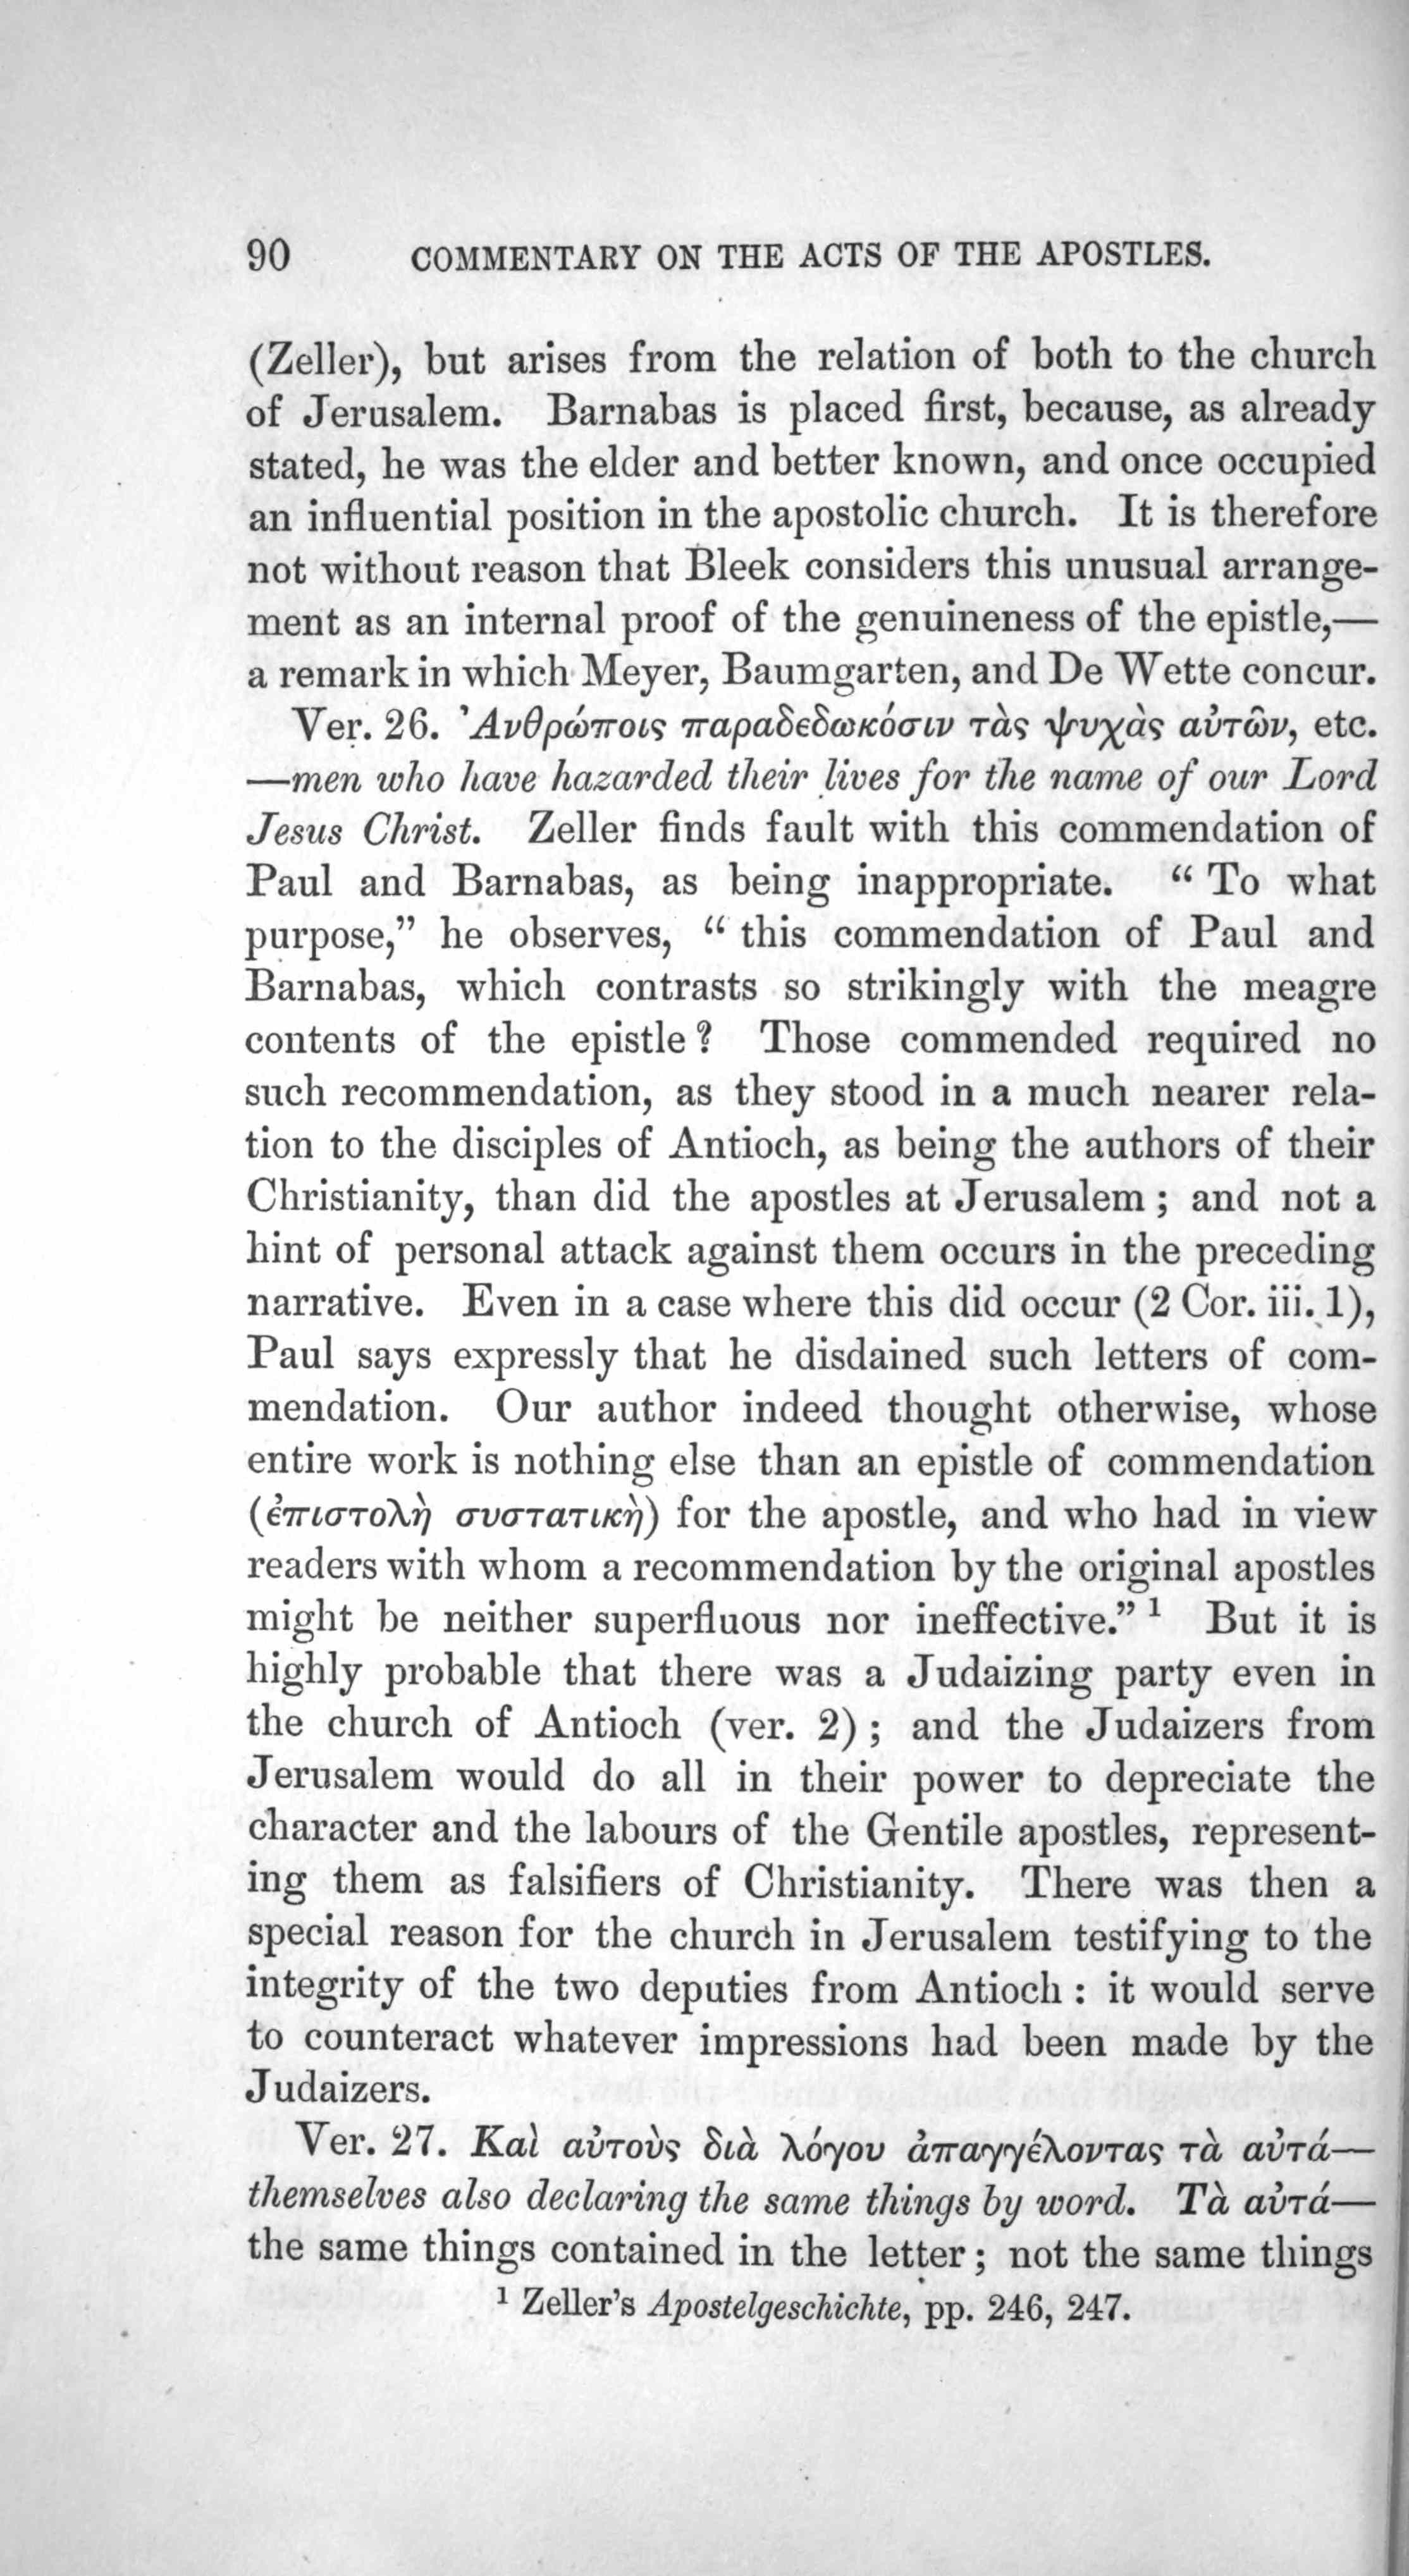 90 COMMENTARY ON THE ACTS OF THE APOSTLES.
(Zeller), but arises from the relation of both to the church
of Jerusalem. Barnabas is placed first, because, as already
stated, he was the elder and better known, and once occupied
an influential position in the apostolic church. It is therefore
not without reason that Bleek considers this unusual arrange-
ment as an internal proof of the genuineness of the epistle,—
a remark in which Meyer, Baumgarten, and De Wette concur.
Ver. 26. Ἀνθρώποις παραδεδωκόσιν τὰς ψυχὰς αὐτῶν, etc.
—men who have hazarded their lives for the name of our Lord
Jesus Christ. Zeller finds fault with this commendation of
Paul and Barnabas, as being inappropriate. “To what
purpose,” he observes, “this commendation of Paul and
Barnabas, which contrasts so strikingly with the meagre
contents of the epistle? Those commended required no
such recommendation, as they stood in a much nearer rela-
tion to the disciples of Antioch, as being the authors of their
Christianity, than did the apostles at Jerusalem; and not a
hint of personal attack against them occurs in the preceding
narrative. Even in a case where this did occur (2 Cor. iii. 1),
Paul says expressly that he disdained such letters of com-
mendation. Our author indeed thought otherwise, whose
entire work is nothing else than an epistle of commendation
(ἐπιστολὴ συστατικὴ) for the apostle, and who had in view
readers with whom a recommendation by the original apostles
might be neither superfluous nor ineffective.” ¹ But it is
highly probable that there was a Judaizing party even in
the church of Antioch (ver. 2); and the Judaizers from
Jerusalem would do all in their power to depreciate the
character and the labours of the Gentile apostles, represent-
ing them as falsifiers of Christianity. There was then a
special reason for the church in Jerusalem testifying to the
integrity of the two deputies from Antioch: it would serve
to counteract whatever impressions had been made by the
Judaizers.
Ver. 27. Καὶ αὐτοὺς διὰ λόγου ἀπαγγέλοντας τὰ αὐτά—
themselves also declaring the same things by word. Τὰ αὐτά—
the same things contained in the letter; not the same things
¹ Zeller’s Apostelgeschichte, pp. 246, 247.